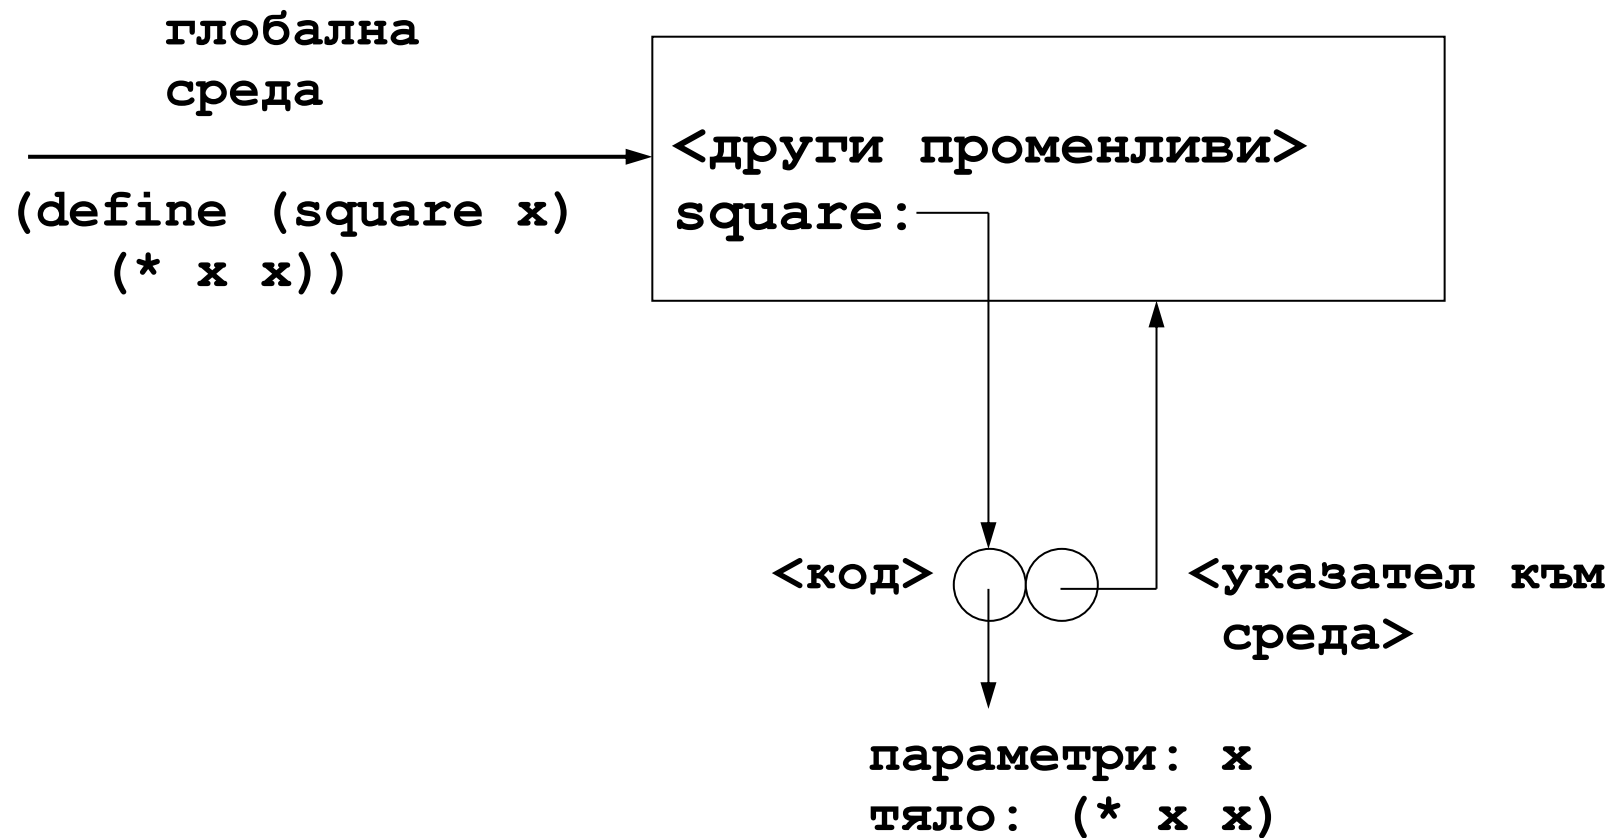 глобална
среда
(define (square x)
(* x x))
<други променливи>
square:
<код>
<указател към
среда>
параметри: x
тяло: (* x x)